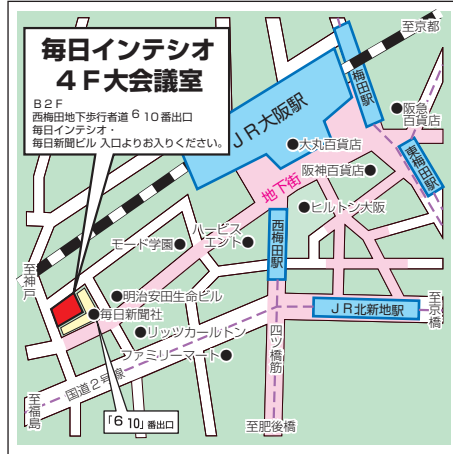 毎日インテシオ
4F大会議室
B2F
西梅田地下歩行者道 6 10番出口
毎日インテシオ・
毎日新聞ビル 入口よりお入りください。
至京都
梅田駅
阪急
百貨店
JR大阪駅
大丸百貨店
阪神百貨店
東梅田駅
地下街
ヒルトン大阪
ハービス
エント
西梅田駅
モード学園
至神戸
明治安田生命ビル
毎日新聞社
JR北新地駅
至京橋
リッツカールトン
ファミリーマート
四ツ橋筋
国道2号線
至福島
「6 10」番出口
至肥後橋